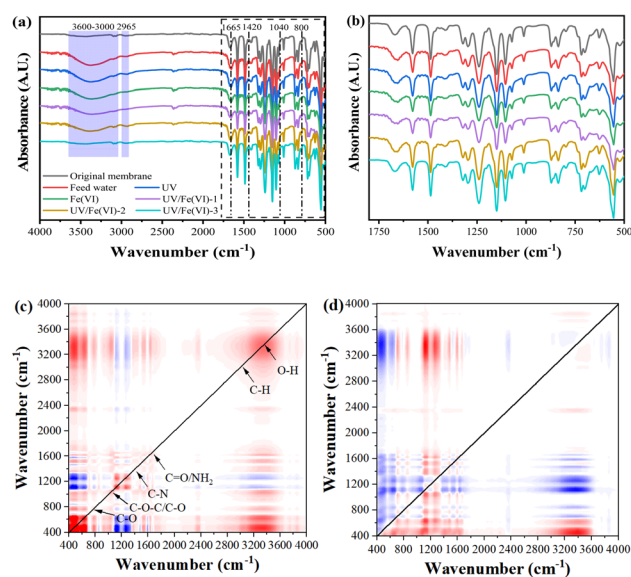 (a)
3600-3000 2965
1665 1420 1040 800
Absorbance (A.U.)
Original membrane
Feed water
UV
Fe(VI)
UV/Fe(VI)-1
UV/Fe(VI)-2
UV/Fe(VI)-3
4000 3500 3000 2500 2000 1500 1000 500
Wavenumber (cm-1)
(b)
Absorbance (A.U.)
1750 1500 1250 1000 750 500
Wavenumber (cm-1)
(c)
4000
3600
3200
2800
2400
2000
1600
1200
800
400
Wavenumber (cm-1)
O-H
C-H
C=O/NH2
C-N
C-O-C/C-O
C-O
400 800 1200 1600 2000 2400 2800 3200 3600 4000
Wavenumber (cm-1)
(d)
4000
3600
3200
2800
2400
2000
1600
1200
800
400
Wavenumber (cm-1)
400 800 1200 1600 2000 2400 2800 3200 3600 4000
Wavenumber (cm-1)